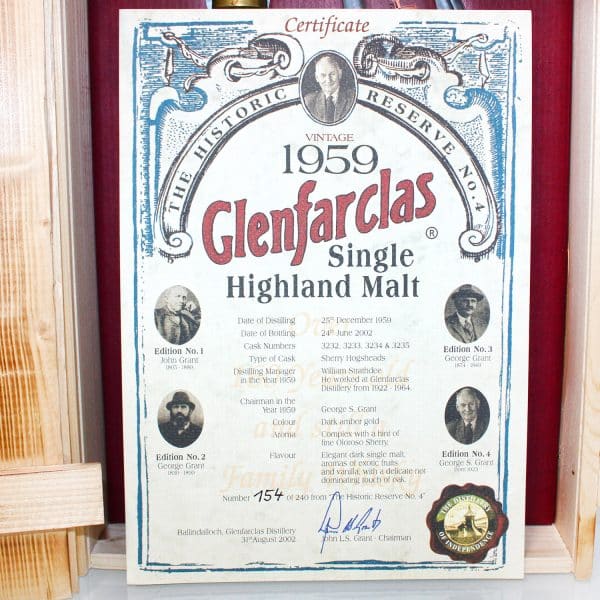 Certificate
THE HISTORIC RESERVE No. 4
VINTAGE
1959
Glenfarclas ®
Single
Highland Malt
Date of Distilling 25th December 1959
Date of Bottling 24th June 2002
Cask Numbers 3232, 3233, 3234 & 3235
Type of Cask Sherry Hogsheads
Distilling Manager William Strathdee
in the Year 1959 He worked at Glenfarclas
Distillery from 1922 - 1964.
Chairman in the
Year 1959 George S. Grant
Colour Dark amber gold
Aroma Complex with a hint of
fine Oloroso Sherry.
Flavour Elegant dark single malt,
aromas of exotic fruits
and vanilla, with a delicate not
dominating touch of oak.
Edition No. 1
John Grant
Edition No. 2
George Grant
Edition No. 3
George Grant
Edition No. 4
George S. Grant
Number 154 of 240 from "The Historic Reserve No. 4"
Ballindalloch, Glenfarclas Distillery
31st August 2002
John L.S. Grant - Chairman
THE DISTILLERY
OF INDEPENDENCE